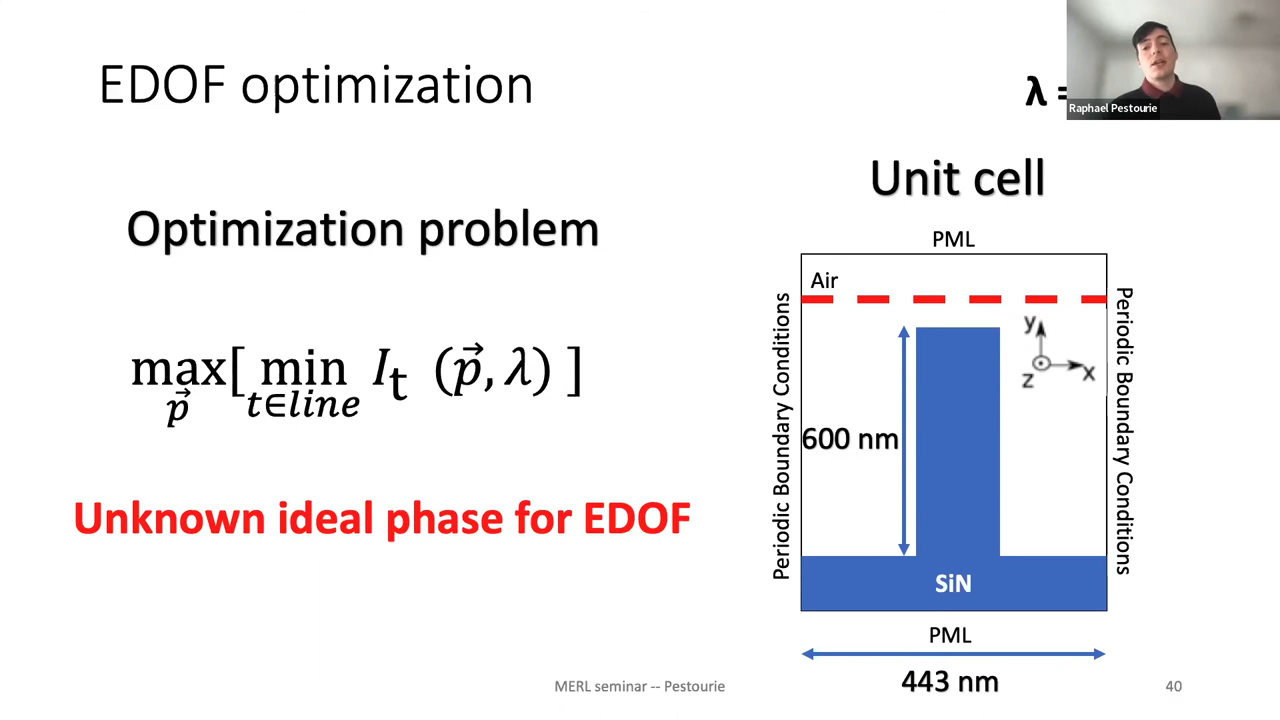 EDOF optimization
λ =
Raphael Pestourie
Unit cell
Optimization problem
PML
Air
Periodic Boundary Conditions
Periodic Boundary Conditions
y
x
z
max[ min I_t (p⃗, λ) ]
p⃗ t∈line
600 nm
Unknown ideal phase for EDOF
SiN
PML
443 nm
MERL seminar -- Pestourie
40